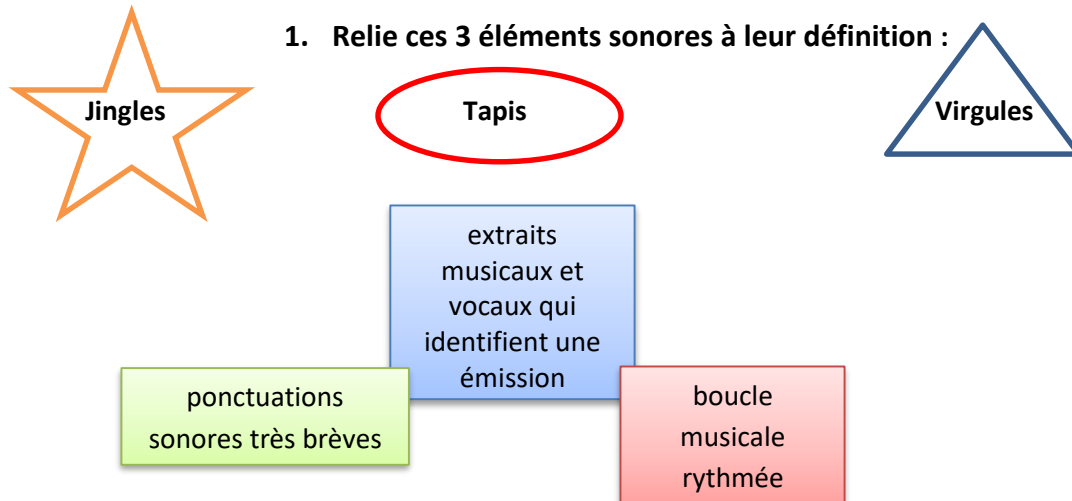 1. Relie ces 3 éléments sonores à leur définition :
Jingles
Tapis
Virgules
extraits
musicaux et
vocaux qui
identifient une
émission
ponctuations
sonores très brèves
boucle
musicale
rythmée